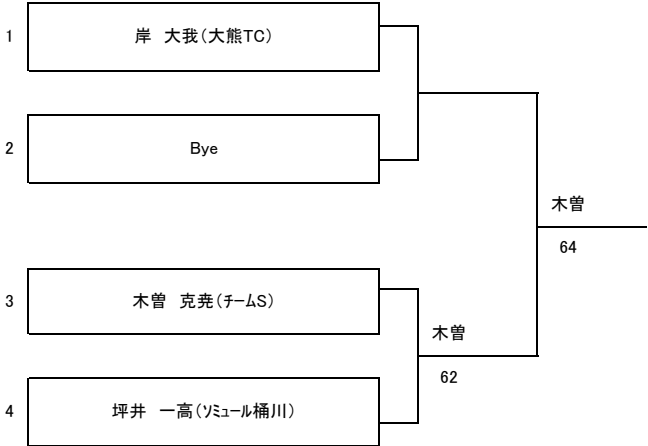 1 岸　大我（大熊TC）
2 Bye
木曽
64
3 木曽　克尭（ﾁｰﾑS）
木曽
62
4 坪井　一高（ｿﾐｭｰﾙ桶川）